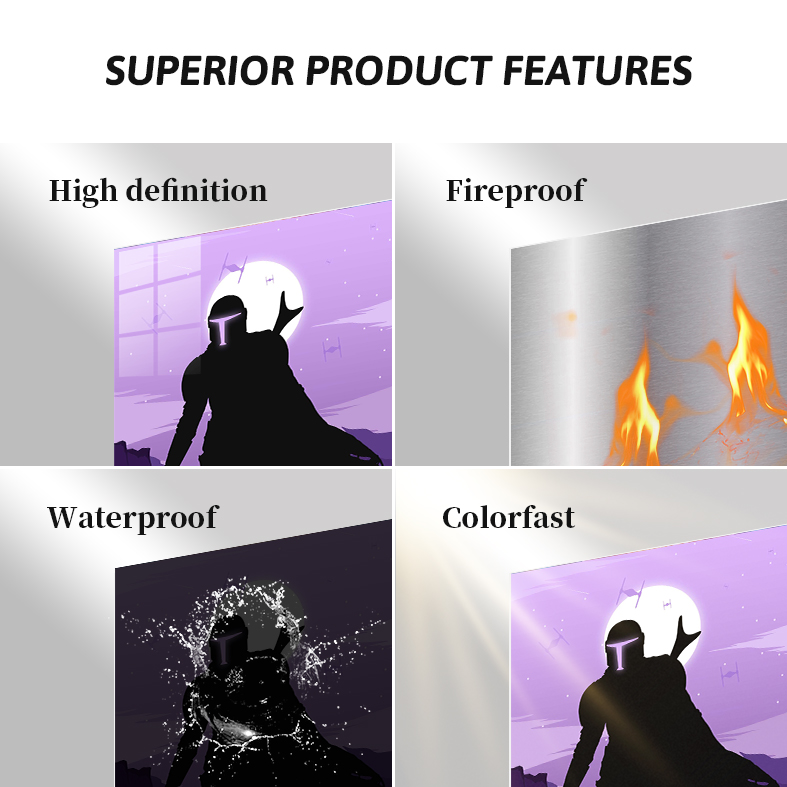 SUPERIOR PRODUCT FEATURES
High definition
Fireproof
Waterproof
Colorfast